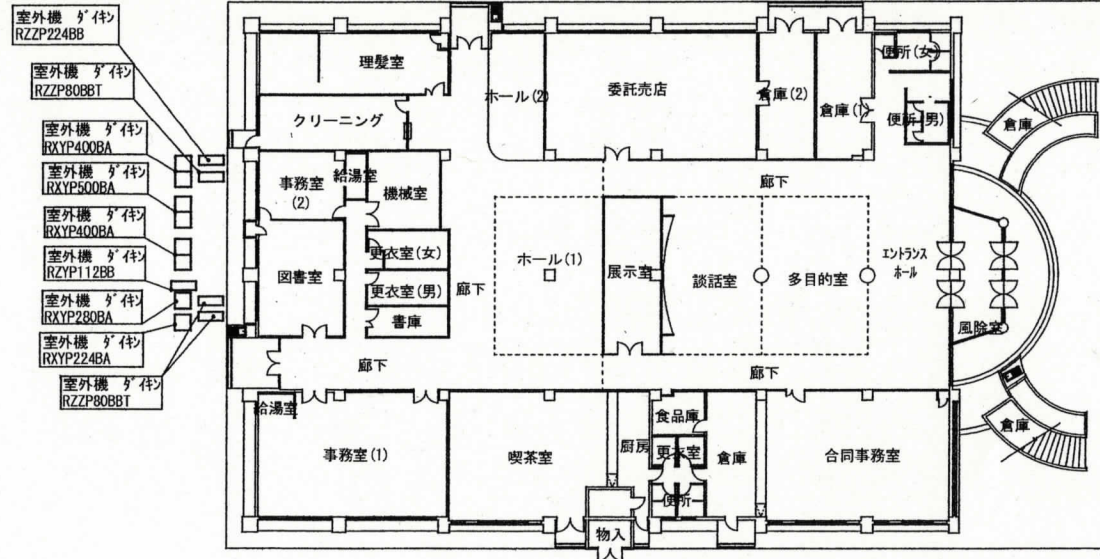 室外機 ダイキン
RZZP224BB
室外機 ダイキン
RZZP80BBT
室外機 ダイキン
RXYP400BA
室外機 ダイキン
RXYP500BA
室外機 ダイキン
RXYP400BA
室外機 ダイキン
RZYP112BB
室外機 ダイキン
RXYP280BA
室外機 ダイキン
RXYP224BA
室外機 ダイキン
RZZP80BBT
理髪室
クリーニング
ホール(2)
委託売店
倉庫(2)
倉庫(1)
便所(女)
便所(男)
倉庫
事務室
(2)
給湯室
機械室
廊下
更衣室(女)
図書室
更衣室(男)
書庫
廊下
ホール(1)
展示室
談話室
多目的室
エントランス
ホール
風除室
廊下
廊下
給湯室
事務室(1)
喫茶室
厨房
食品庫
更衣室
便所
倉庫
物入
合同事務室
倉庫